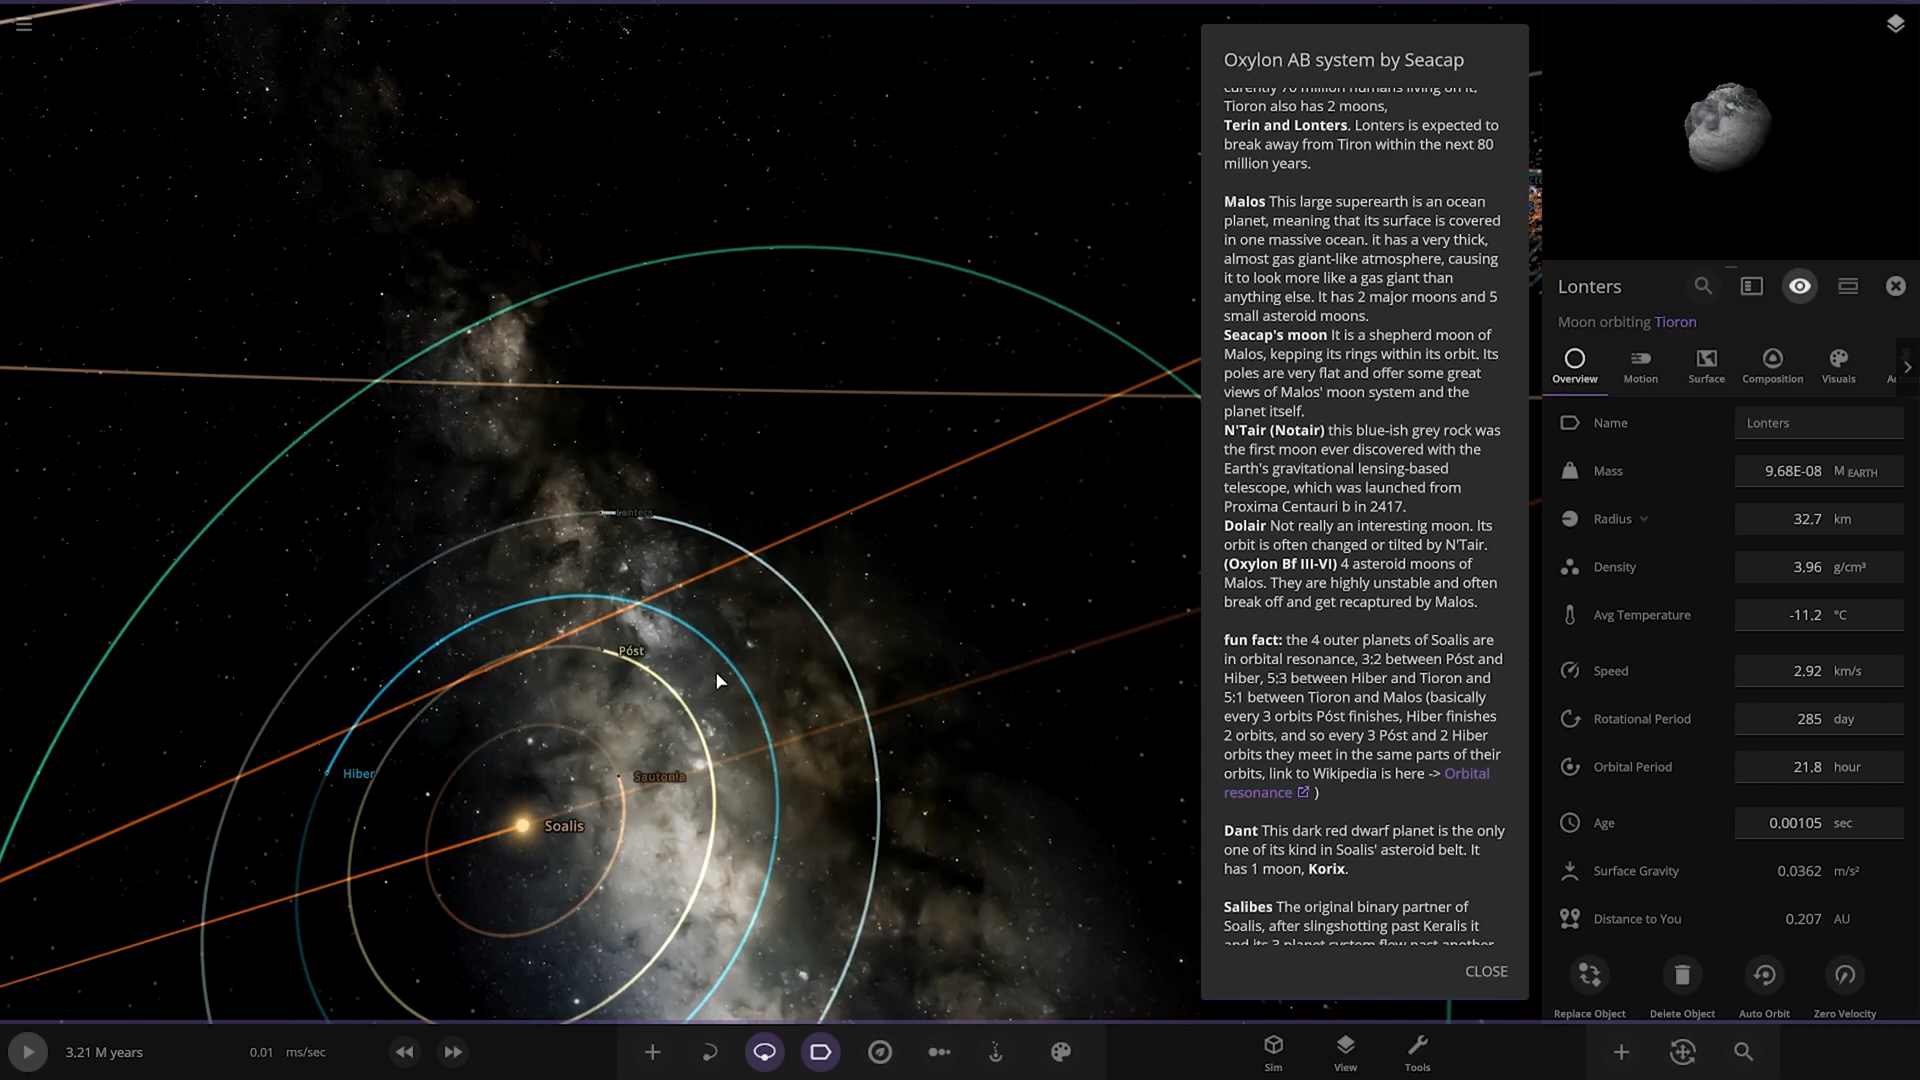 Oxylon AB system by Seacap
curently 70 million humans living on it,
Tioron also has 2 moons,
Terin and Lonters. Lonters is expected to
break away from Tiron within the next 80
million years.
Malos This large superearth is an ocean
planet, meaning that its surface is covered
in one massive ocean. it has a very thick,
almost gas giant-like atmosphere, causing
it to look more like a gas giant than
anything else. It has 2 major moons and 5
small asteroid moons.
Seacap's moon It is a shepherd moon of
Malos, kepping its rings within its orbit. Its
poles are very flat and offer some great
views of Malos' moon system and the
planet itself.
N'Tair (Notair) this blue-ish grey rock was
the first moon ever discovered with the
Earth's gravitational lensing-based
telescope, which was launched from
Proxima Centauri b in 2417.
Dolair Not really an interesting moon. Its
orbit is often changed or tilted by N'Tair.
(Oxylon Bf III-VI) 4 asteroid moons of
Malos. They are highly unstable and often
break off and get recaptured by Malos.
fun fact: the 4 outer planets of Soalis are
in orbital resonance, 3:2 between Póst and
Hiber, 5:3 between Hiber and Tioron and
5:1 between Tioron and Malos (basically
every 3 orbits Póst finishes, Hiber finishes
2 orbits, and so every 3 Póst and 2 Hiber
orbits they meet in the same parts of their
orbits, link to Wikipedia is here -> Orbital
resonance )
Dant This dark red dwarf planet is the only
one of its kind in Soalis' asteroid belt. It
has 1 moon, Korix.
Salibes The original binary partner of
Soalis, after slingshotting past Keralis it
and its 3 planet system flew past another
CLOSE
Lonters
Póst
Hiber
Sautonia
Soalis
Lonters
Moon orbiting Tioron
Overview
Motion
Surface
Composition
Visuals
Name Lonters
Mass 9.68E-08 M EARTH
Radius 32.7 km
Density 3.96 g/cm³
Avg Temperature -11.2 °C
Speed 2.92 km/s
Rotational Period 285 day
Orbital Period 21.8 hour
Age 0.00105 sec
Surface Gravity 0.0362 m/s²
Distance to You 0.207 AU
Replace Object
Delete Object
Auto Orbit
Zero Velocity
3.21 M years
0.01 ms/sec
Sim
View
Tools